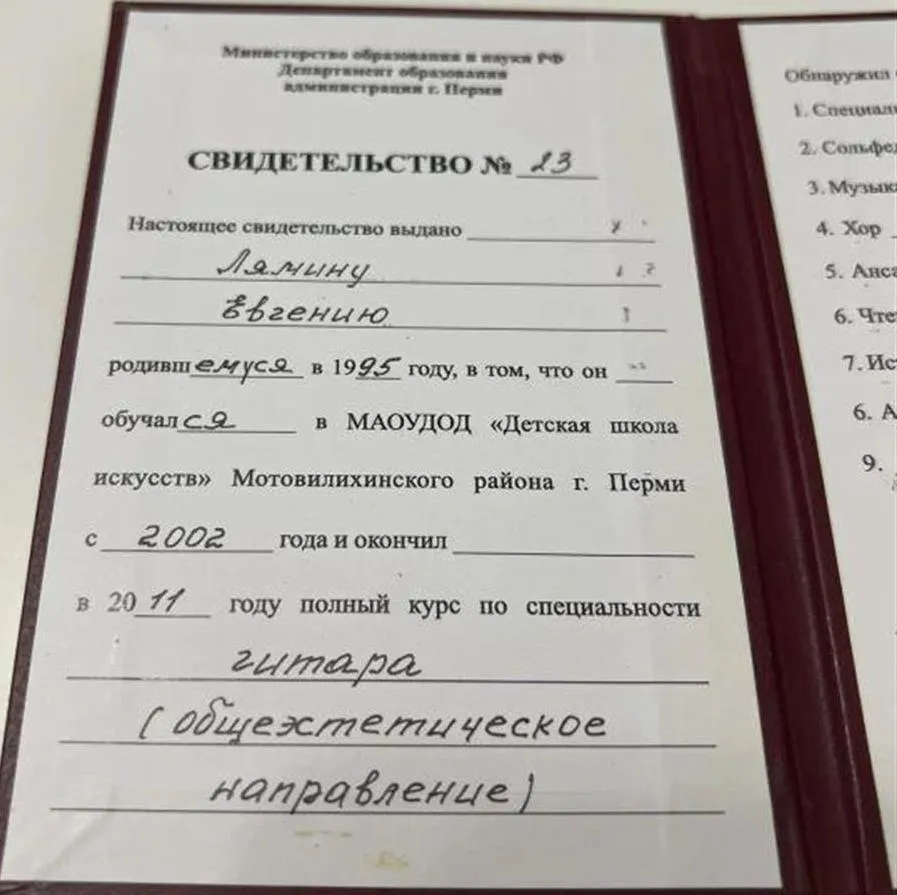 Министерство образования и науки РФ
Департамент образования
администрации г. Перми
СВИДЕТЕЛЬСТВО № 23
Настоящее свидетельство выдано
Лямину
Евгению
родившемуся в 1995 году, в том, что он
обучался в МАОУДОД «Детская школа
искусств» Мотовилихинского района г. Перми
с 2002 года и окончил
в 2011 году полный курс по специальности
гитара
(общеэстетическое
направление)
Обнаружил
1. Специаль
2. Сольфед
3. Музык
4. Хор
5. Анса
6. Чте
7. Ис
6. А
9.